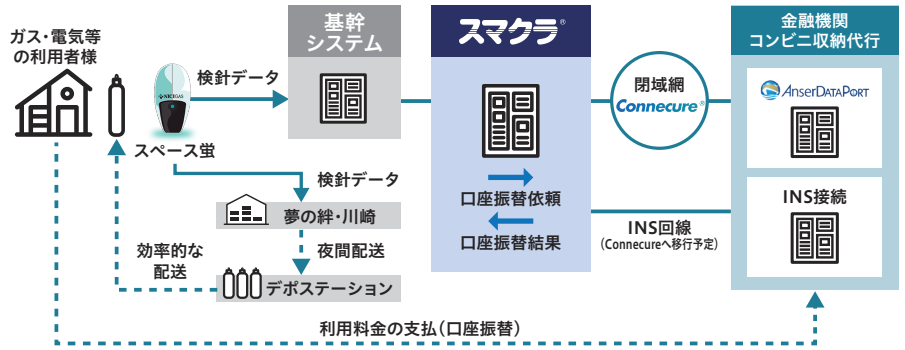 ガス・電気等
の利用者様
NICIGAS
スペース蛍
検針データ
基幹
システム
スマクラ®
口座振替依頼
口座振替結果
閉域網
Connecure®
金融機関
コンビニ収納代行
AnserDATAPORT
INS接続
INS回線
(Connecureへ移行予定)
検針データ
夢の絆・川崎
夜間配送
デポステーション
効率的な
配送
利用料金の支払(口座振替)